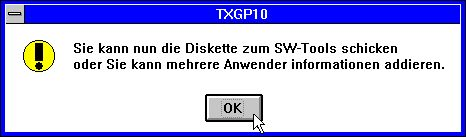 TXGP10
Sie kann nun die Diskette zum SW-Tools schicken
oder Sie kann mehrere Anwender informationen addieren.
OK